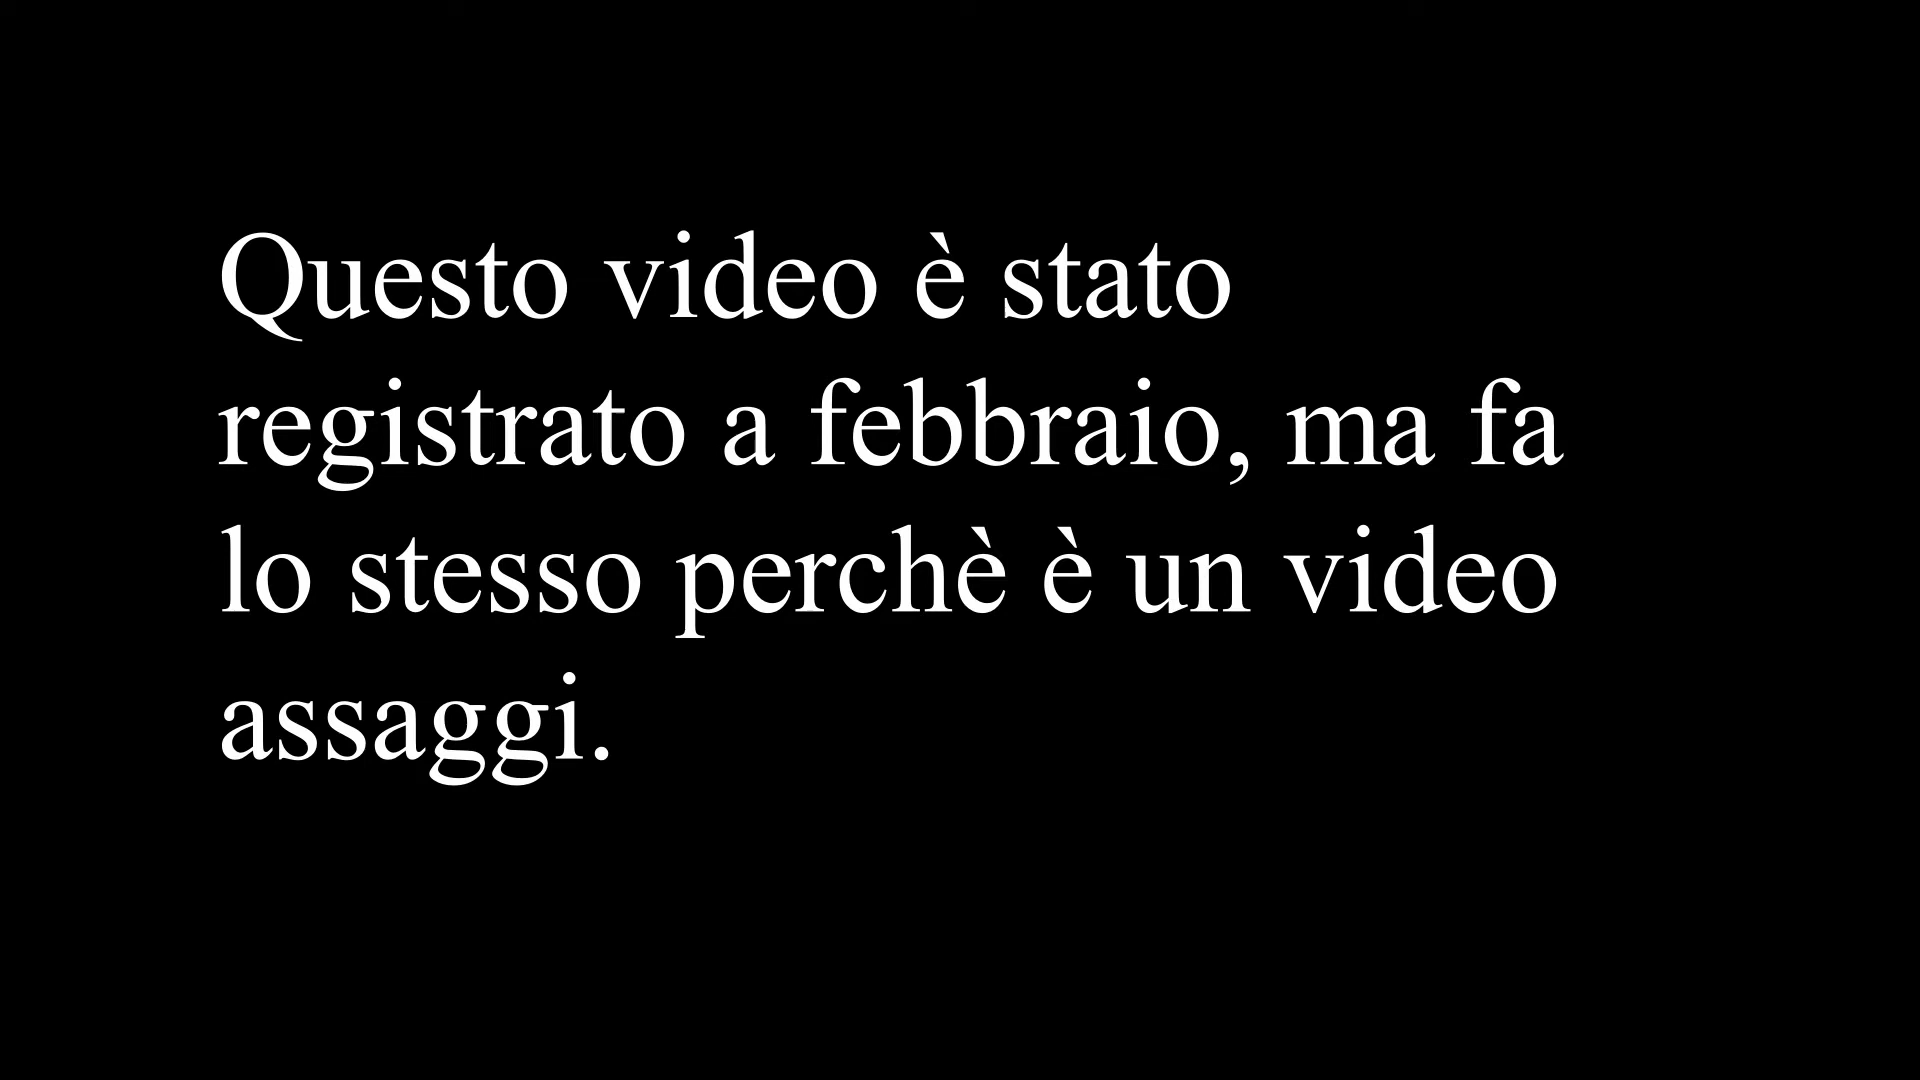 Questo video è stato
registrato a febbraio, ma fa
lo stesso perchè è un video
assaggi.